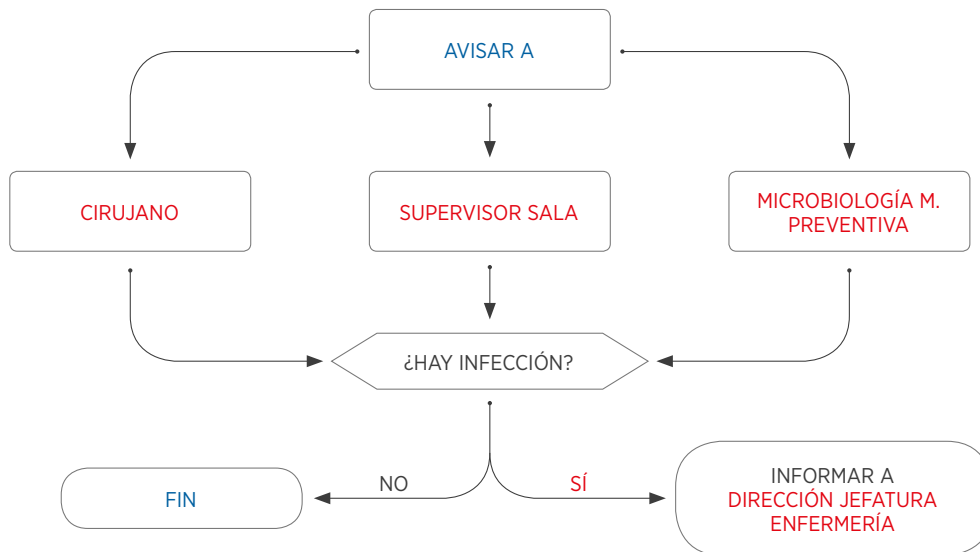 AVISAR A
CIRUJANO
SUPERVISOR SALA
MICROBIOLOGÍA M.
PREVENTIVA
¿HAY INFECCIÓN?
NO
SÍ
FIN
INFORMAR A
DIRECCIÓN JEFATURA
ENFERMERÍA